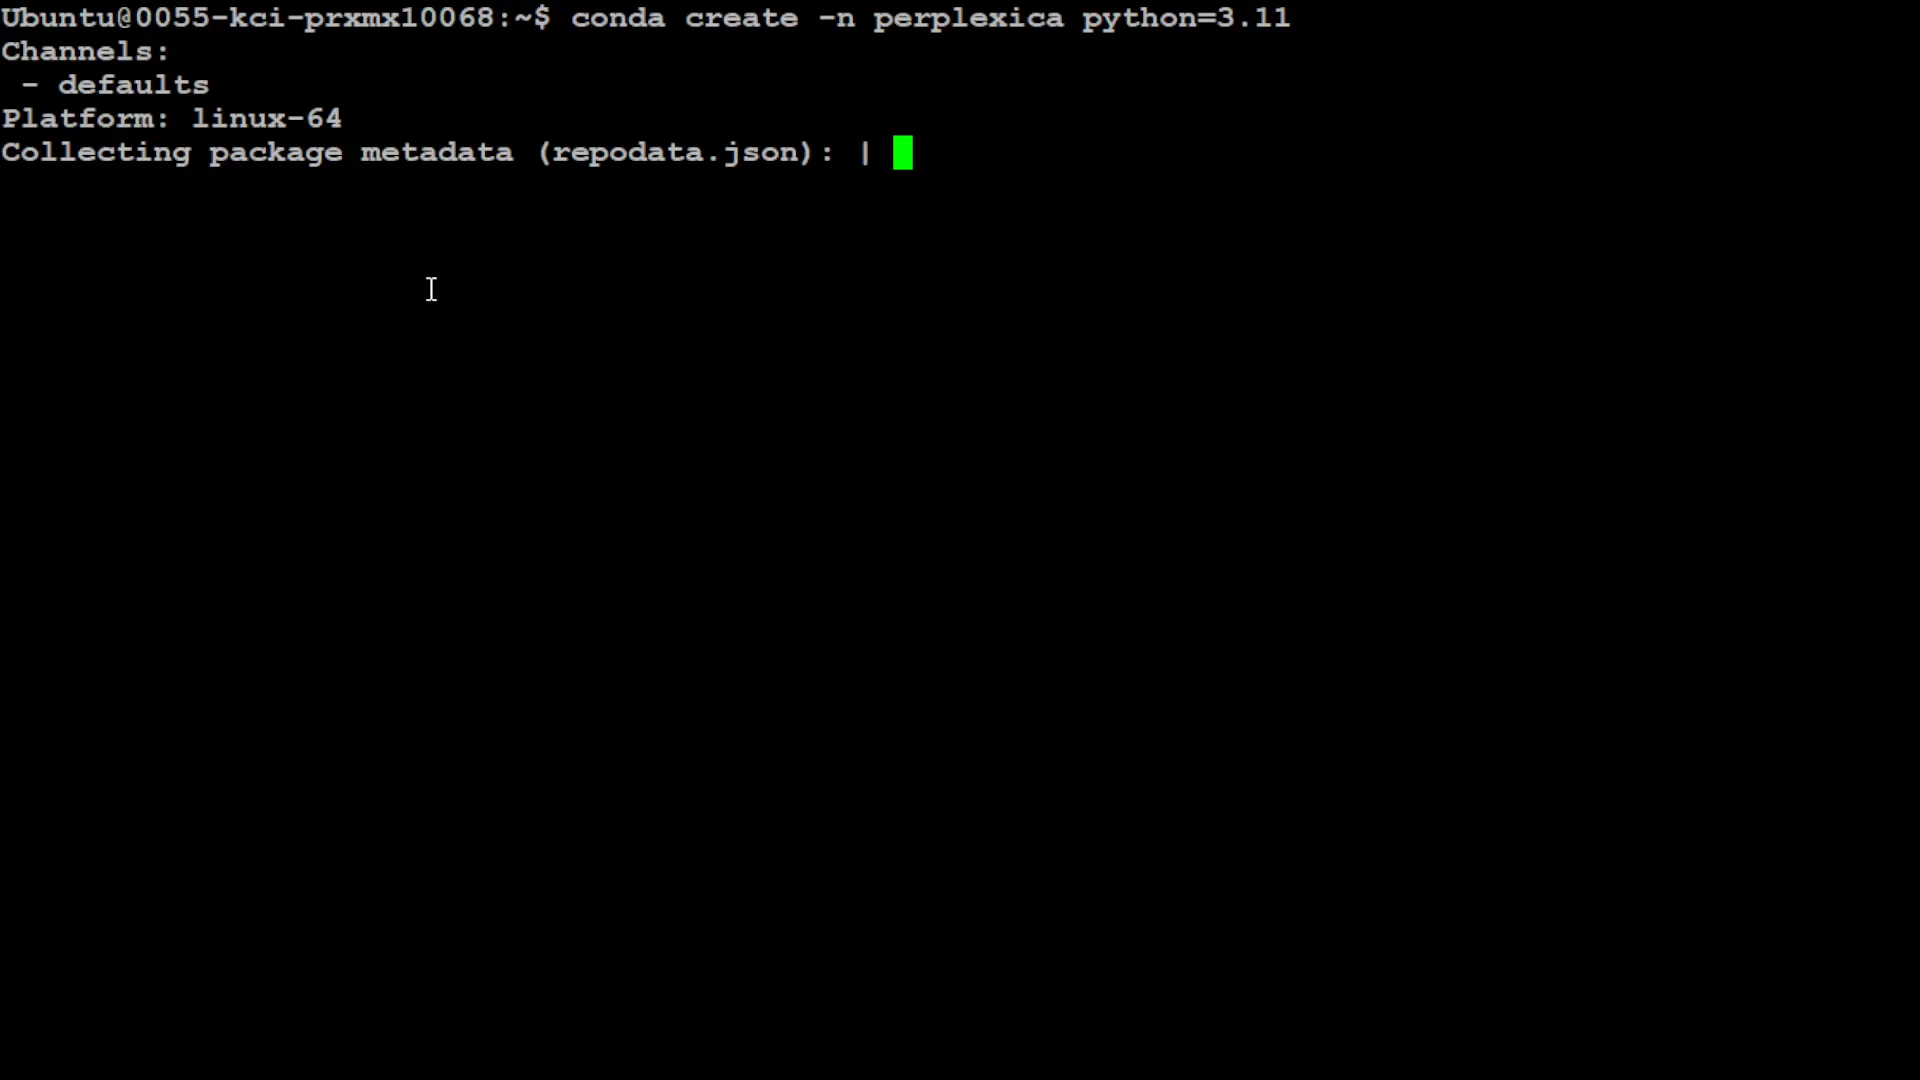 Ubuntu@0055-kci-prxmx10068:~$ conda create -n perplexica python=3.11
Channels:
 - defaults
Platform: linux-64
Collecting package metadata (repodata.json): |